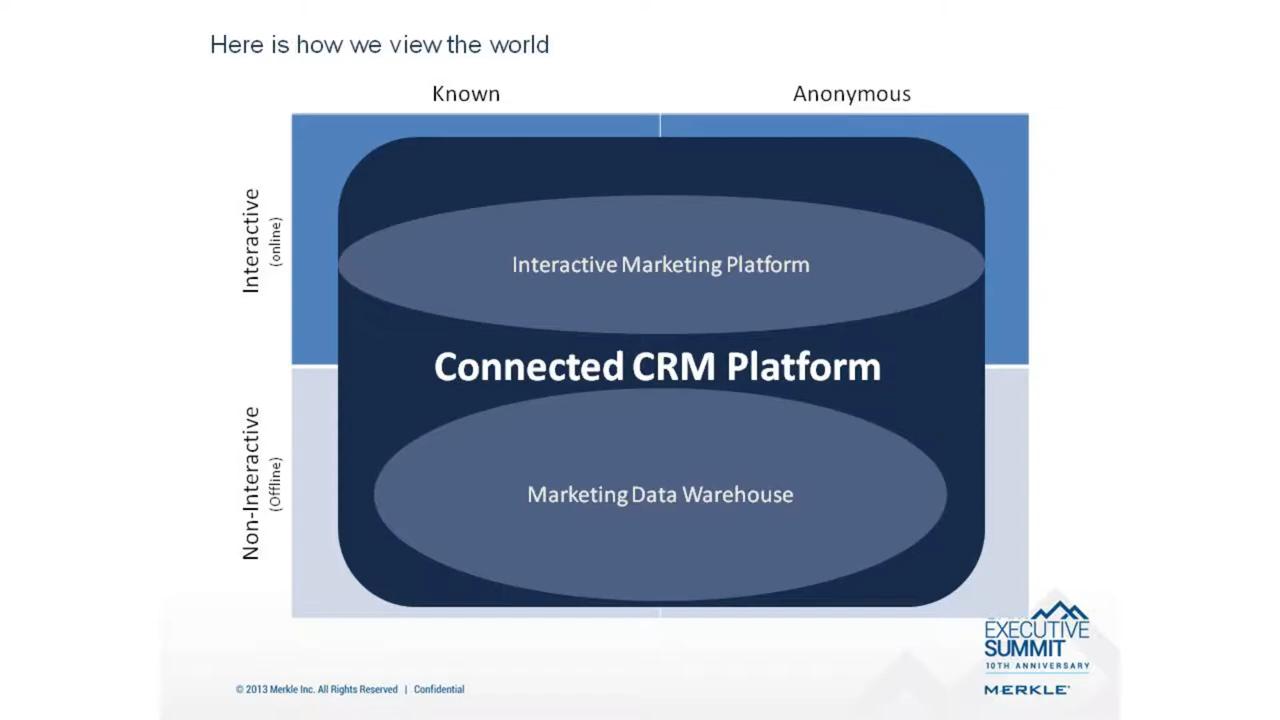 Here is how we view the world
Known
Anonymous
Interactive
(online)
Interactive Marketing Platform
Connected CRM Platform
Non-Interactive
(Offline)
Marketing Data Warehouse
EXECUTIVE
SUMMIT
10TH ANNIVERSARY
MERKLE
© 2013 Merkle Inc. All Rights Reserved | Confidential